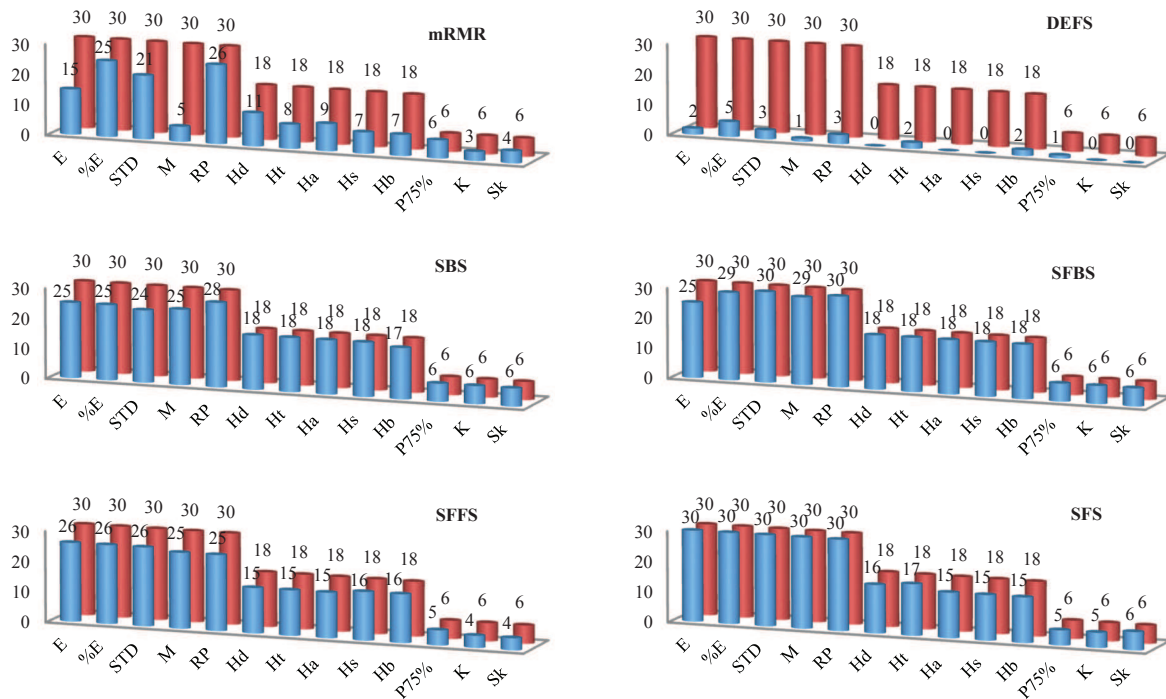 mRMR
30 30 30 30 30 18 18 18 18 18 6 6 6
15 25 21 5 26 11 8 9 7 7 6 3 4
30
20
10
0
E %E STD M RP Hd Ht Ha Hs Hb P75% K Sk
DEFS
30 30 30 30 30 18 18 18 18 18 6 6 6
2 5 3 1 3 0 2 0 0 2 1 0 0
30
20
10
0
E %E STD M RP Hd Ht Ha Hs Hb P75% K Sk
SBS
30 30 30 30 30 18 18 18 18 18 6 6 6
25 25 24 25 28 18 18 18 18 17 6 6 6
30
20
10
0
E %E STD M RP Hd Ht Ha Hs Hb P75% K Sk
SFBS
30 30 30 30 30 18 18 18 18 18 6 6 6
25 29 30 29 30 18 18 18 18 18 6 6 6
30
20
10
0
E %E STD M RP Hd Ht Ha Hs Hb P75% K Sk
SFFS
30 30 30 30 30 18 18 18 18 18 6 6 6
26 26 26 25 25 15 15 15 16 16 5 4 4
30
20
10
0
E %E STD M RP Hd Ht Ha Hs Hb P75% K Sk
SFS
30 30 30 30 30 18 18 18 18 18 6 6 6
30 30 30 30 30 16 17 15 15 15 5 5 6
30
20
10
0
E %E STD M RP Hd Ht Ha Hs Hb P75% K Sk